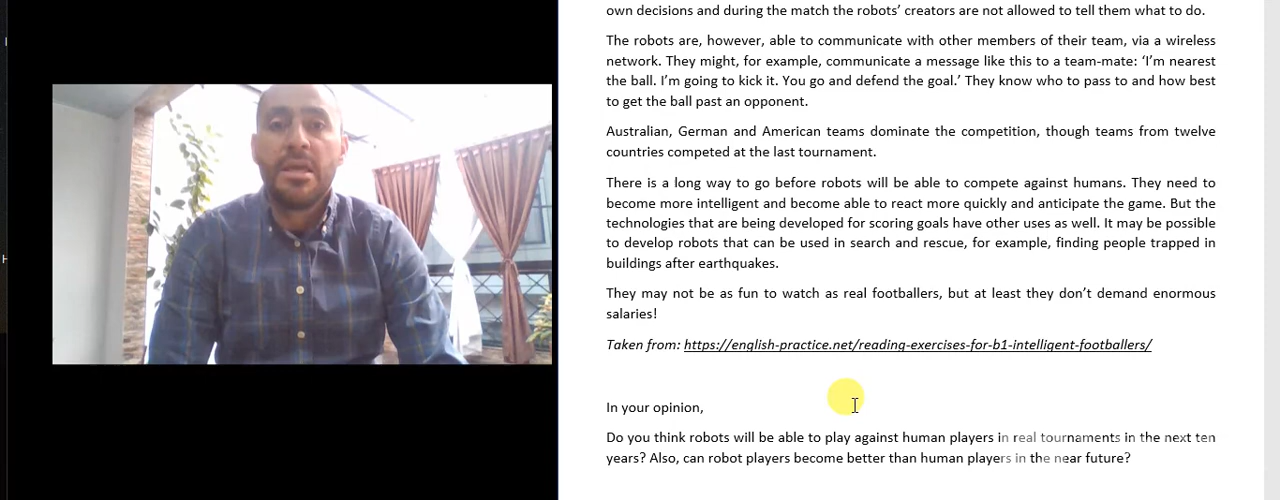 own decisions and during the match the robots' creators are not allowed to tell them what to do.
The robots are, however, able to communicate with other members of their team, via a wireless
network. They might, for example, communicate a message like this to a team-mate: ‘I’m nearest
the ball. I’m going to kick it. You go and defend the goal.’ They know who to pass to and how best
to get the ball past an opponent.
Australian, German and American teams dominate the competition, though teams from twelve
countries competed at the last tournament.
There is a long way to go before robots will be able to compete against humans. They need to
become more intelligent and become able to react more quickly and anticipate the game. But the
technologies that are being developed for scoring goals have other uses as well. It may be possible
to develop robots that can be used in search and rescue, for example, finding people trapped in
buildings after earthquakes.
They may not be as fun to watch as real footballers, but at least they don’t demand enormous
salaries!
Taken from: https://english-practice.net/reading-exercises-for-b1-intelligent-footballers/
In your opinion,
Do you think robots will be able to play against human players in real tournaments in the next ten
years? Also, can robot players become better than human players in the near future?